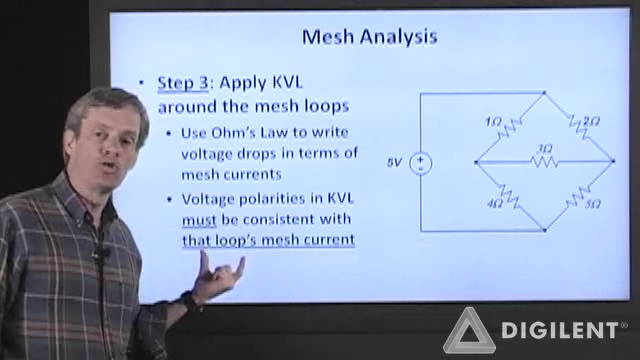 Mesh Analysis
• Step 3: Apply KVL
around the mesh loops
• Use Ohm's Law to write
voltage drops in terms of
mesh currents
• Voltage polarities in KVL
must be consistent with
that loop's mesh current
1Ω
2Ω
3Ω
5V
+
-
4Ω
5Ω
DIGILENT®